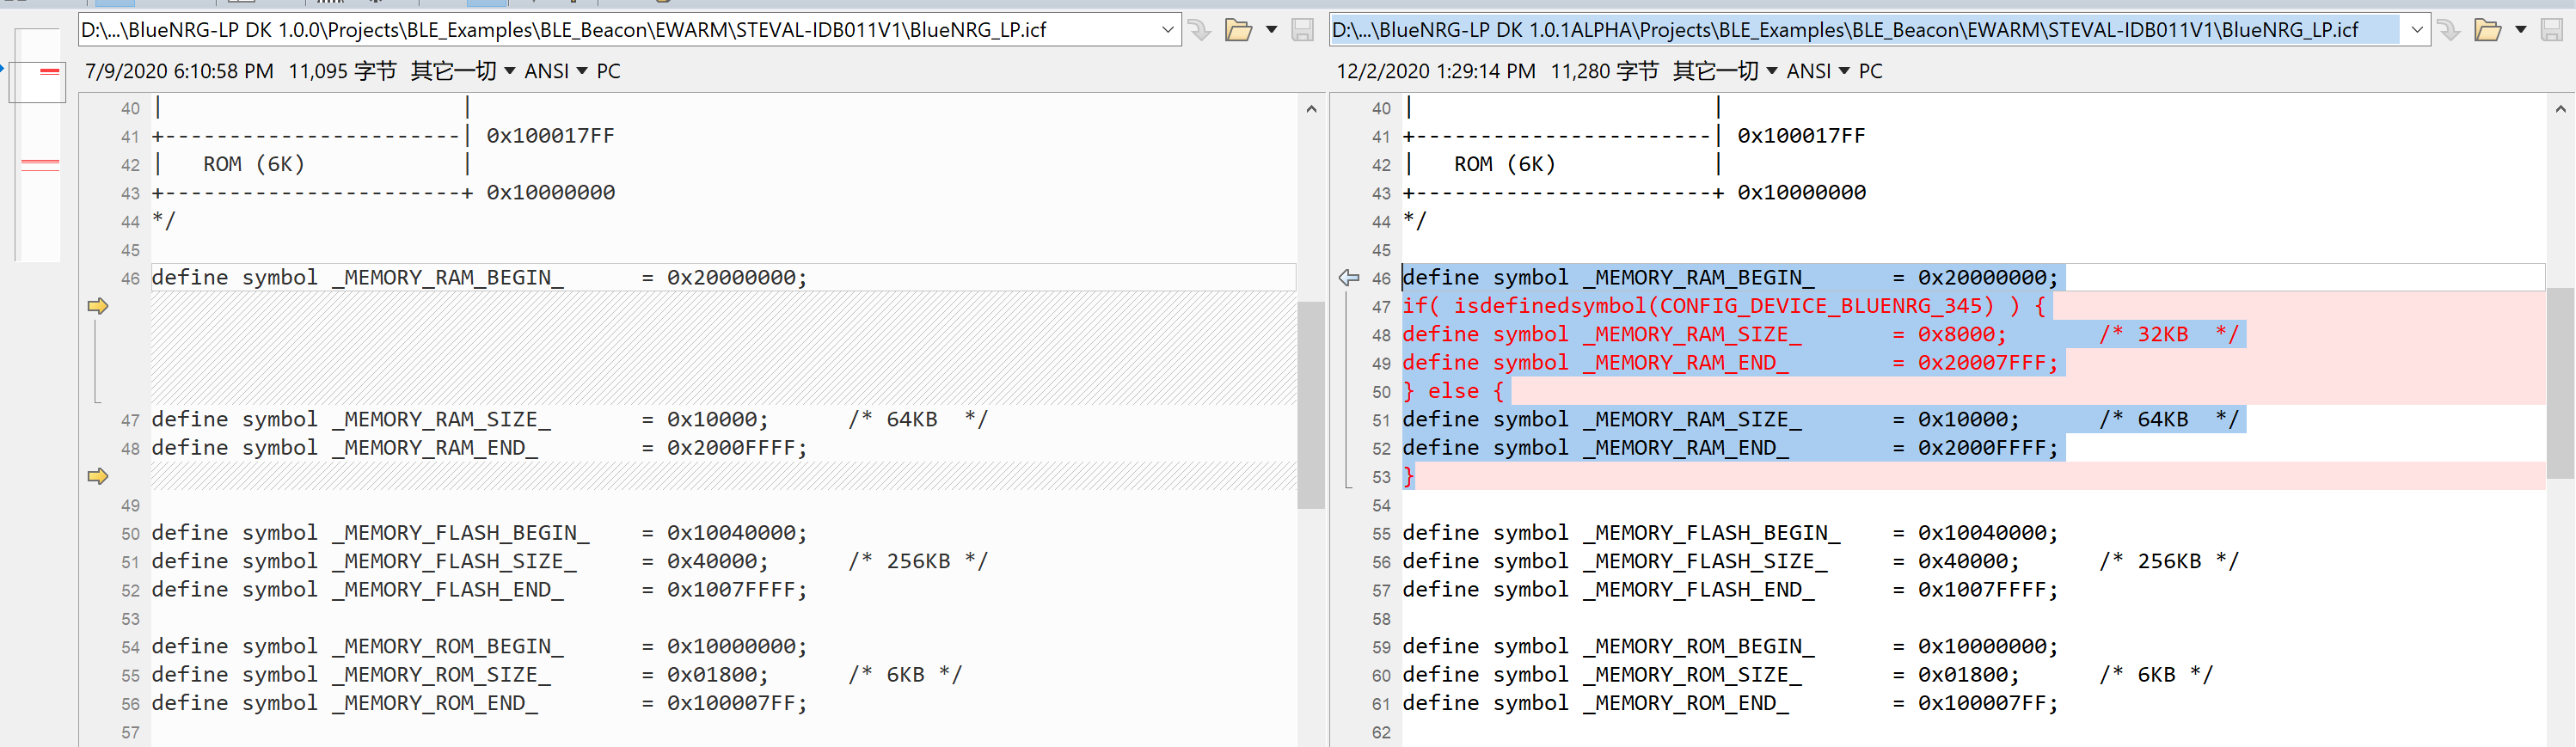 D:\...\BlueNRG-LP DK 1.0.0\Projects\BLE_Examples\BLE_Beacon\EWARM\STEVAL-IDB011V1\BlueNRG_LP.icf
7/9/2020 6:10:58 PM 11,095 字节 其它一切 ANSI PC
40 | |
41 +-----------------------| 0x100017FF
42 | ROM (6K) |
43 +-----------------------+ 0x10000000
44 */
45
46 define symbol _MEMORY_RAM_BEGIN_ = 0x20000000;
47 define symbol _MEMORY_RAM_SIZE_ = 0x10000; /* 64KB */
48 define symbol _MEMORY_RAM_END_ = 0x2000FFFF;
49
50 define symbol _MEMORY_FLASH_BEGIN_ = 0x10040000;
51 define symbol _MEMORY_FLASH_SIZE_ = 0x40000; /* 256KB */
52 define symbol _MEMORY_FLASH_END_ = 0x1007FFFF;
53
54 define symbol _MEMORY_ROM_BEGIN_ = 0x10000000;
55 define symbol _MEMORY_ROM_SIZE_ = 0x01800; /* 6KB */
56 define symbol _MEMORY_ROM_END_ = 0x100007FF;
57
D:\...\BlueNRG-LP DK 1.0.1ALPHA\Projects\BLE_Examples\BLE_Beacon\EWARM\STEVAL-IDB011V1\BlueNRG_LP.icf
12/2/2020 1:29:14 PM 11,280 字节 其它一切 ANSI PC
40 | |
41 +-----------------------| 0x100017FF
42 | ROM (6K) |
43 +-----------------------+ 0x10000000
44 */
45
46 define symbol _MEMORY_RAM_BEGIN_ = 0x20000000;
47 if( isdefinedsymbol(CONFIG_DEVICE_BLUENRG_345) ) {
48 define symbol _MEMORY_RAM_SIZE_ = 0x8000; /* 32KB */
49 define symbol _MEMORY_RAM_END_ = 0x20007FFF;
50 } else {
51 define symbol _MEMORY_RAM_SIZE_ = 0x10000; /* 64KB */
52 define symbol _MEMORY_RAM_END_ = 0x2000FFFF;
53 }
54
55 define symbol _MEMORY_FLASH_BEGIN_ = 0x10040000;
56 define symbol _MEMORY_FLASH_SIZE_ = 0x40000; /* 256KB */
57 define symbol _MEMORY_FLASH_END_ = 0x1007FFFF;
58
59 define symbol _MEMORY_ROM_BEGIN_ = 0x10000000;
60 define symbol _MEMORY_ROM_SIZE_ = 0x01800; /* 6KB */
61 define symbol _MEMORY_ROM_END_ = 0x100007FF;
62